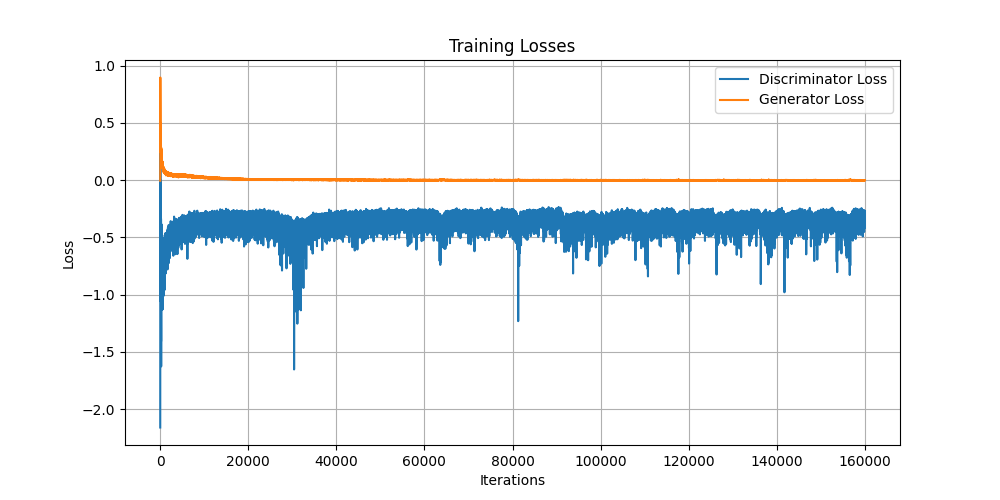 Training Losses
Discriminator Loss
Generator Loss
1.0
0.5
0.0
−0.5
−1.0
−1.5
−2.0
Loss
0 20000 40000 60000 80000 100000 120000 140000 160000
Iterations